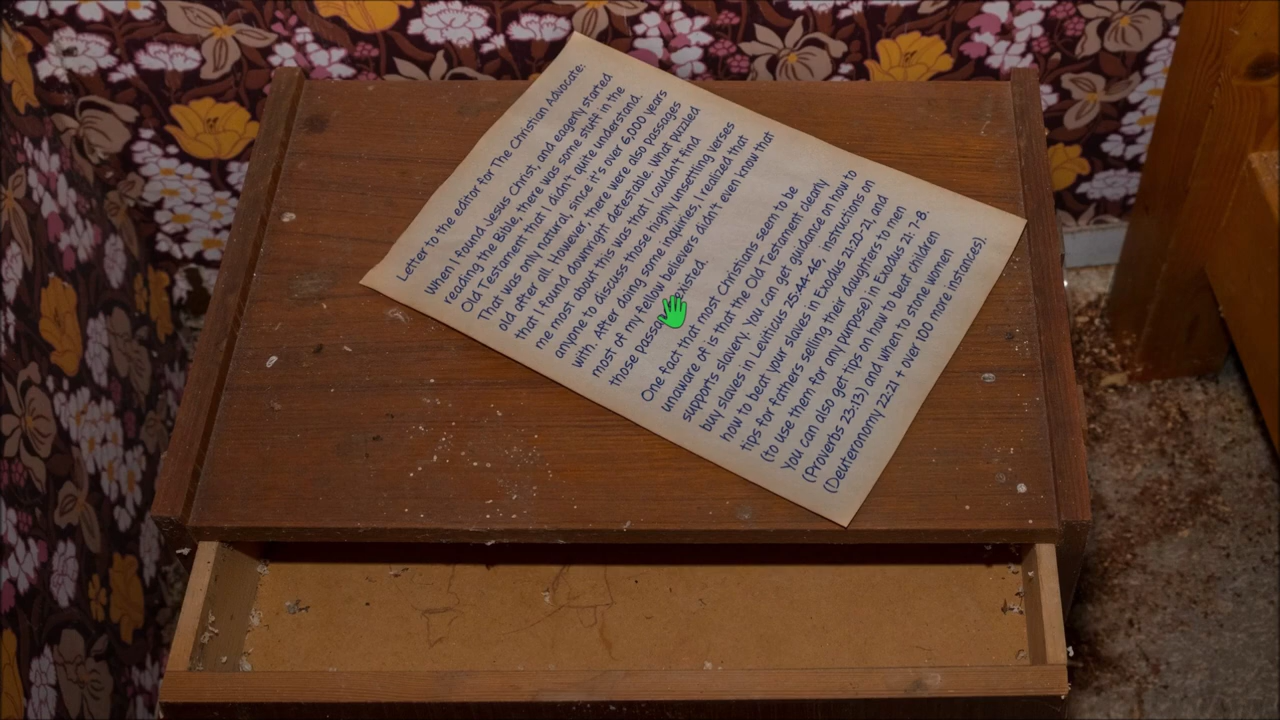 Letter to the editor for The Christian Advocate:
When I found Jesus Christ, and eagerly started
reading the Bible, there was some stuff in the
Old Testament that I didn't quite understand.
That was only natural, since it's over 6,000 years
old after all. However, there were also passages
that I found downright detestable. What puzzled
me most about this was that I couldn't find
anyone to discuss those highly unsettling verses
with. After doing some inquiries, I realized that
most of my fellow believers didn't even know that
those existed.
One fact that most Christians seem to be
unaware of is that the Old Testament clearly
supports slavery. You can get guidance on how to
buy slaves in Leviticus 25:44-46, instructions on
how to beat your slaves in Exodus 21:20-21, and
tips for fathers selling their daughters to men
(to use them for any purpose) in Exodus 21: 7-8.
You can also get tips on how to beat children
(Proverbs 23:13) and when to stone women
(Deuteronomy 22:21 + over 100 more instances).